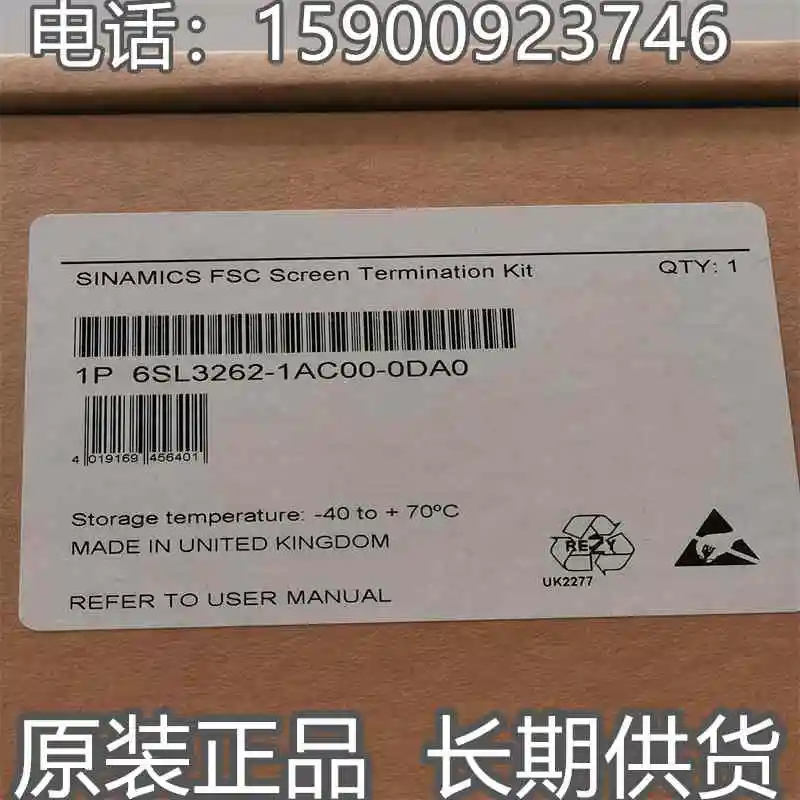 电话：15900923746
SINAMICS FSC Screen Termination Kit QTY: 1
1P 6SL3262-1AC00-0DA0
4 019169 456401
Storage temperature: -40 to + 70ºC
MADE IN UNITED KINGDOM
RESY
UK2277
REFER TO USER MANUAL
原装正品 长期供货